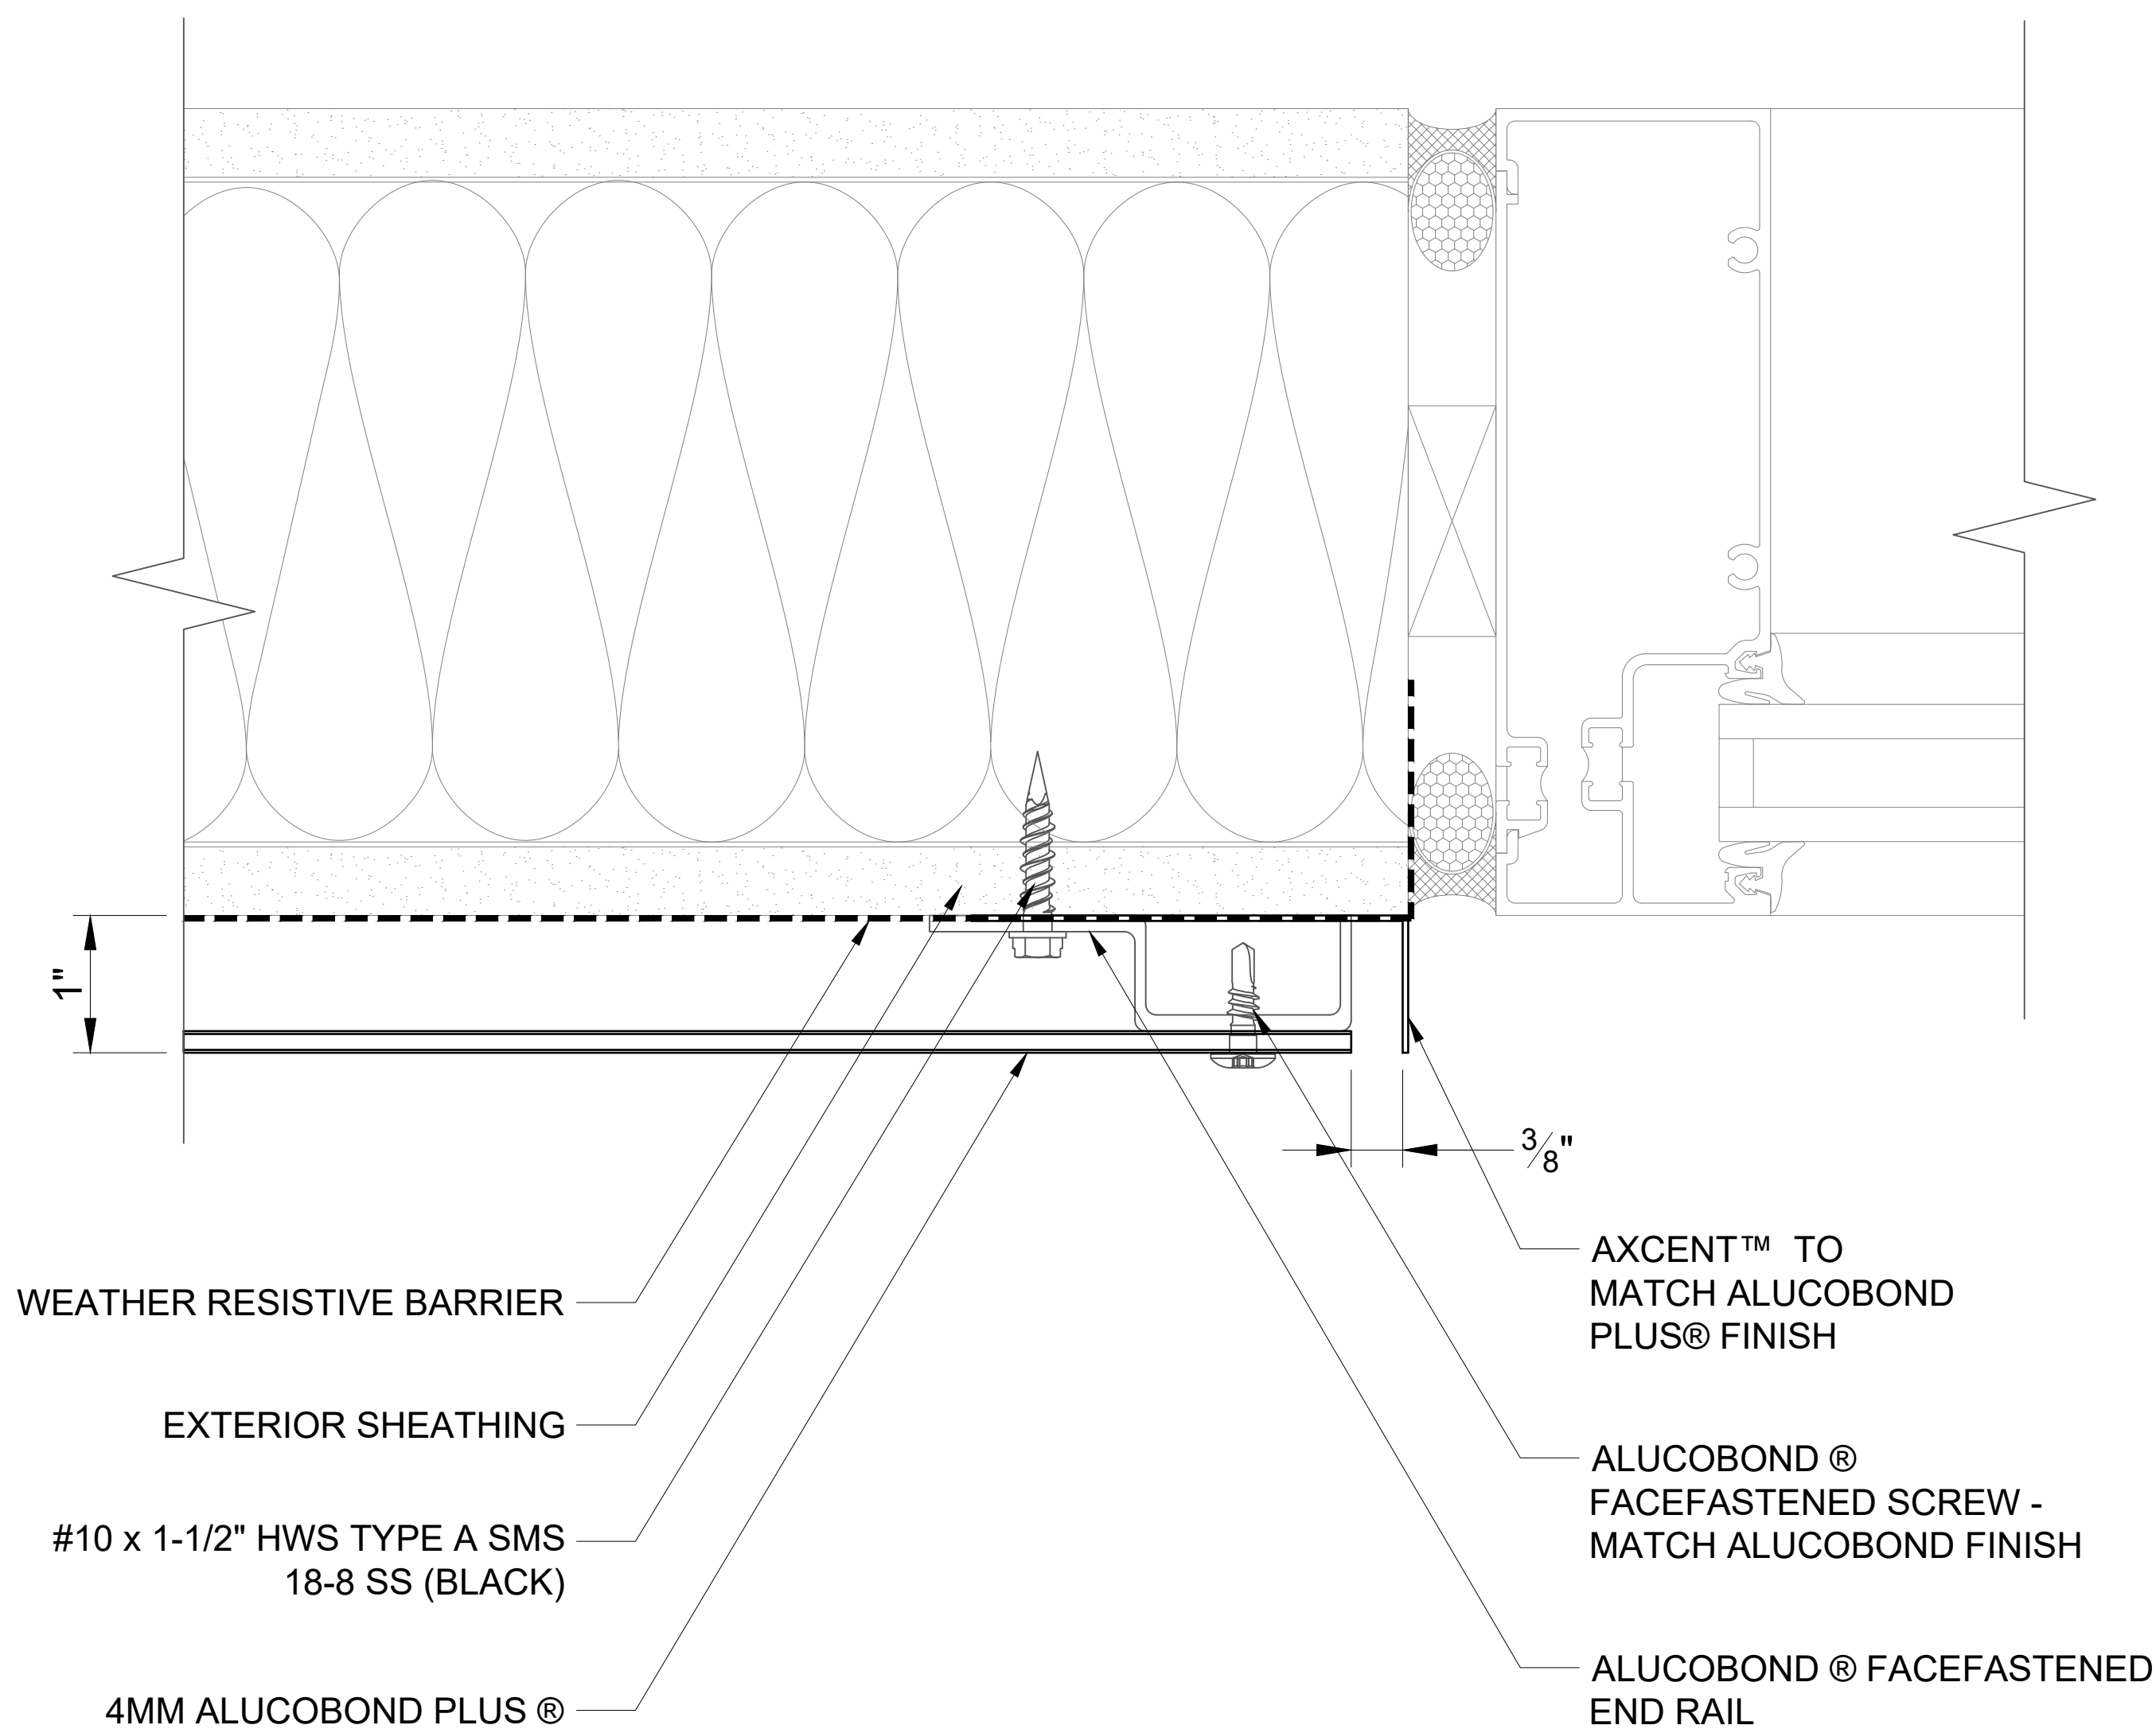 1"
3/8"
WEATHER RESISTIVE BARRIER
EXTERIOR SHEATHING
#10 x 1-1/2" HWS TYPE A SMS
18-8 SS (BLACK)
4MM ALUCOBOND PLUS ®
AXCENT™ TO
MATCH ALUCOBOND
PLUS® FINISH
ALUCOBOND ®
FACEFASTENED SCREW -
MATCH ALUCOBOND FINISH
ALUCOBOND ® FACEFASTENED
END RAIL